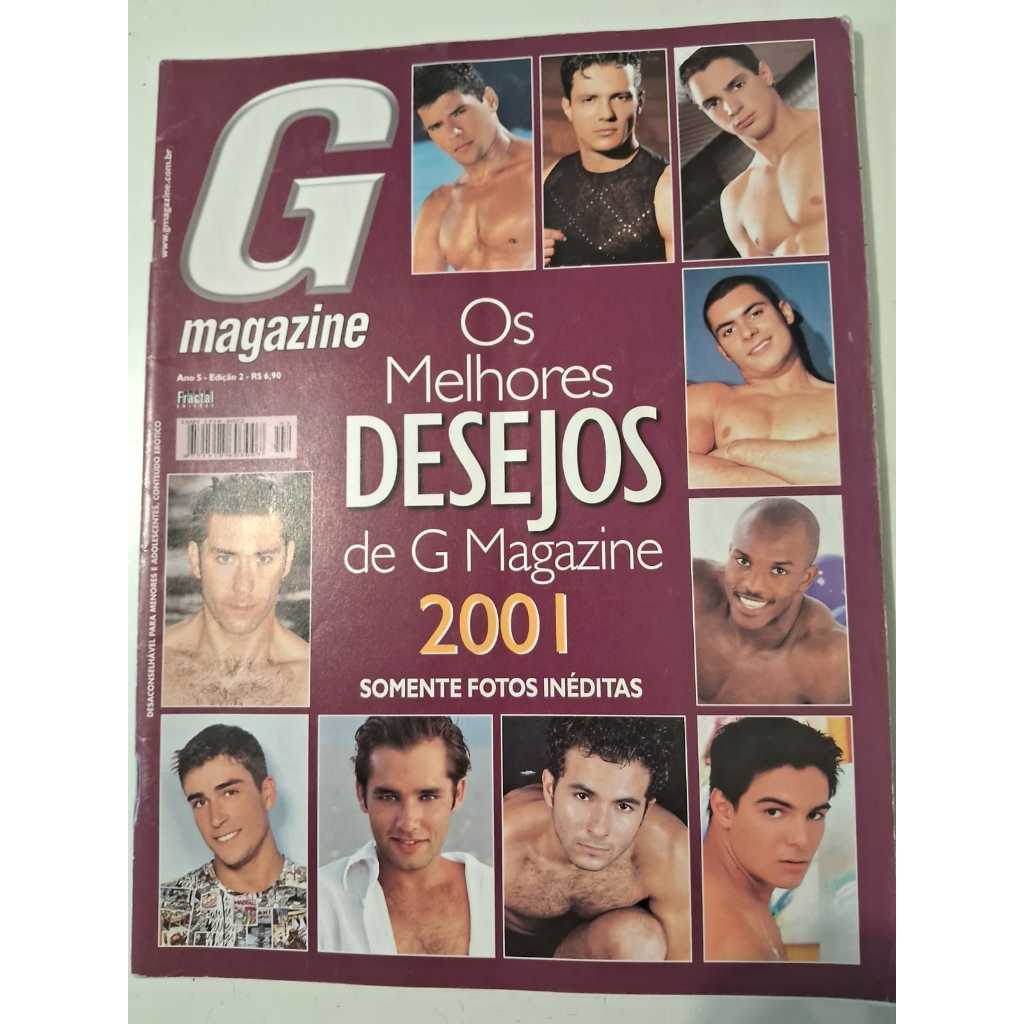 G
magazine
www.gmagazine.com.br
Ano 5 - Edição 2 - R$ 6,90
Fractal
DESACONSELHÁVEL PARA MENORES E ADOLESCENTES, CONTEÚDO ERÓTICO
Os
Melhores
DESEJOS
de G Magazine
2001
SOMENTE FOTOS INÉDITAS